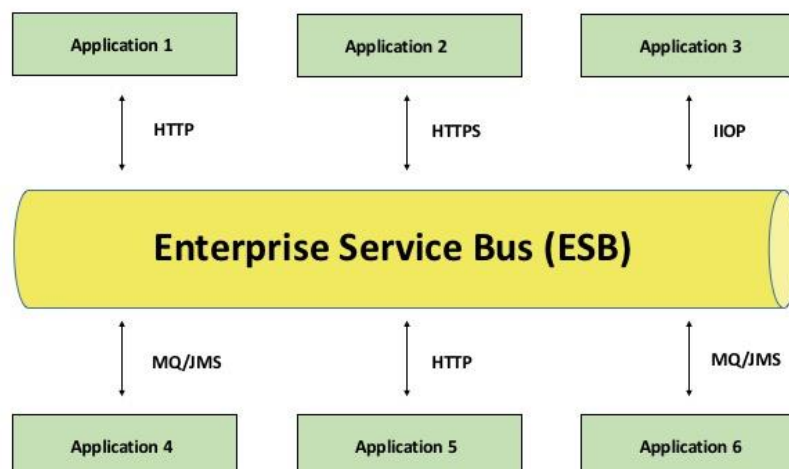 Application 1
Application 2
Application 3
HTTP
HTTPS
IIOP
Enterprise Service Bus (ESB)
MQ/JMS
HTTP
MQ/JMS
Application 4
Application 5
Application 6